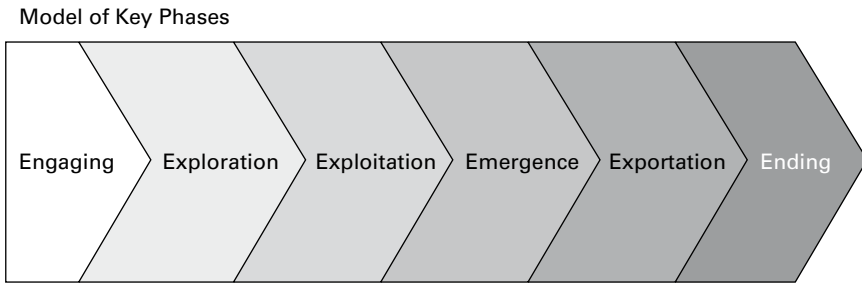 Model of Key Phases
Engaging Exploration Exploitation Emergence Exportation Ending